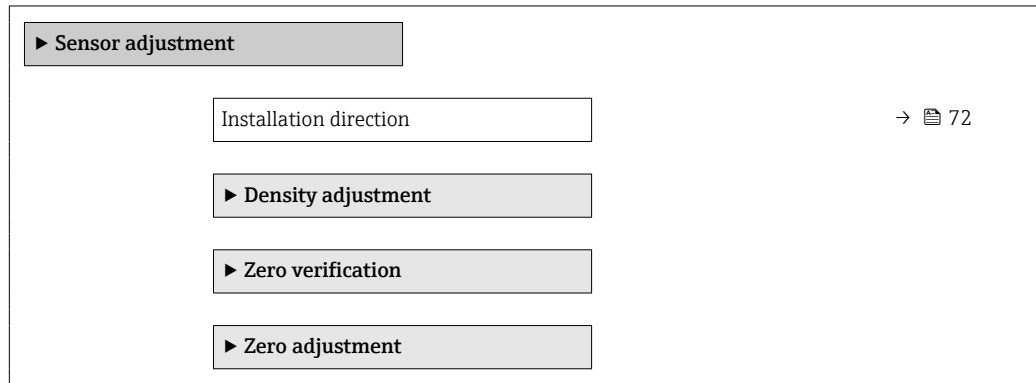 ▶ Sensor adjustment
Installation direction → 72
▶ Density adjustment
▶ Zero verification
▶ Zero adjustment